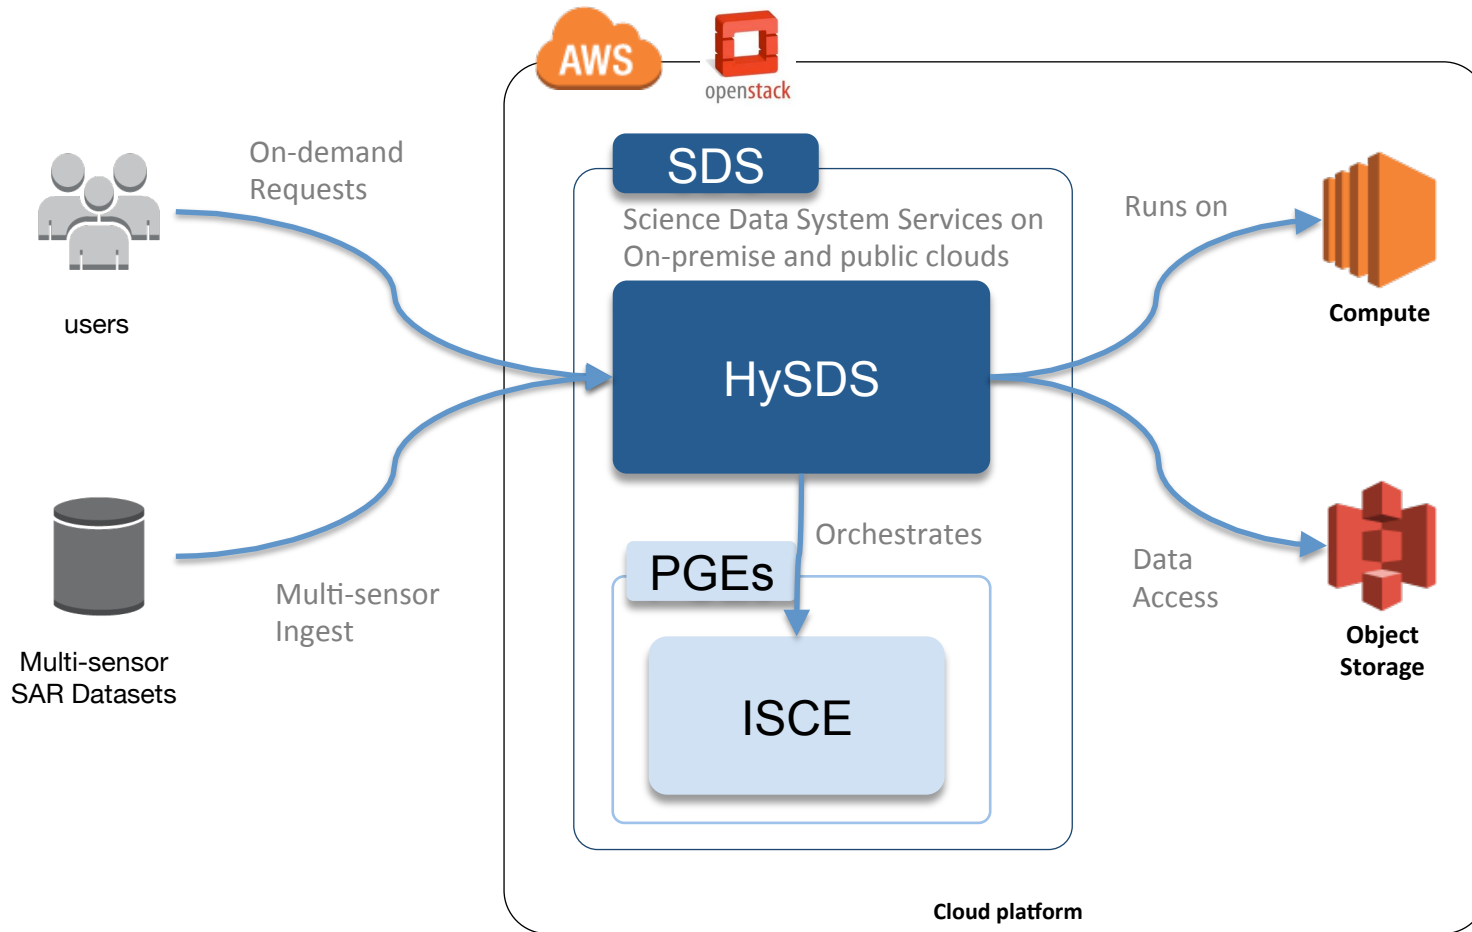 AWS
openstack
On-demand
Requests
users
Multi-sensor
SAR Datasets
Multi-sensor
Ingest
SDS
Science Data System Services on
On-premise and public clouds
HySDS
Orchestrates
PGEs
ISCE
Runs on
Compute
Data
Access
Object
Storage
Cloud platform